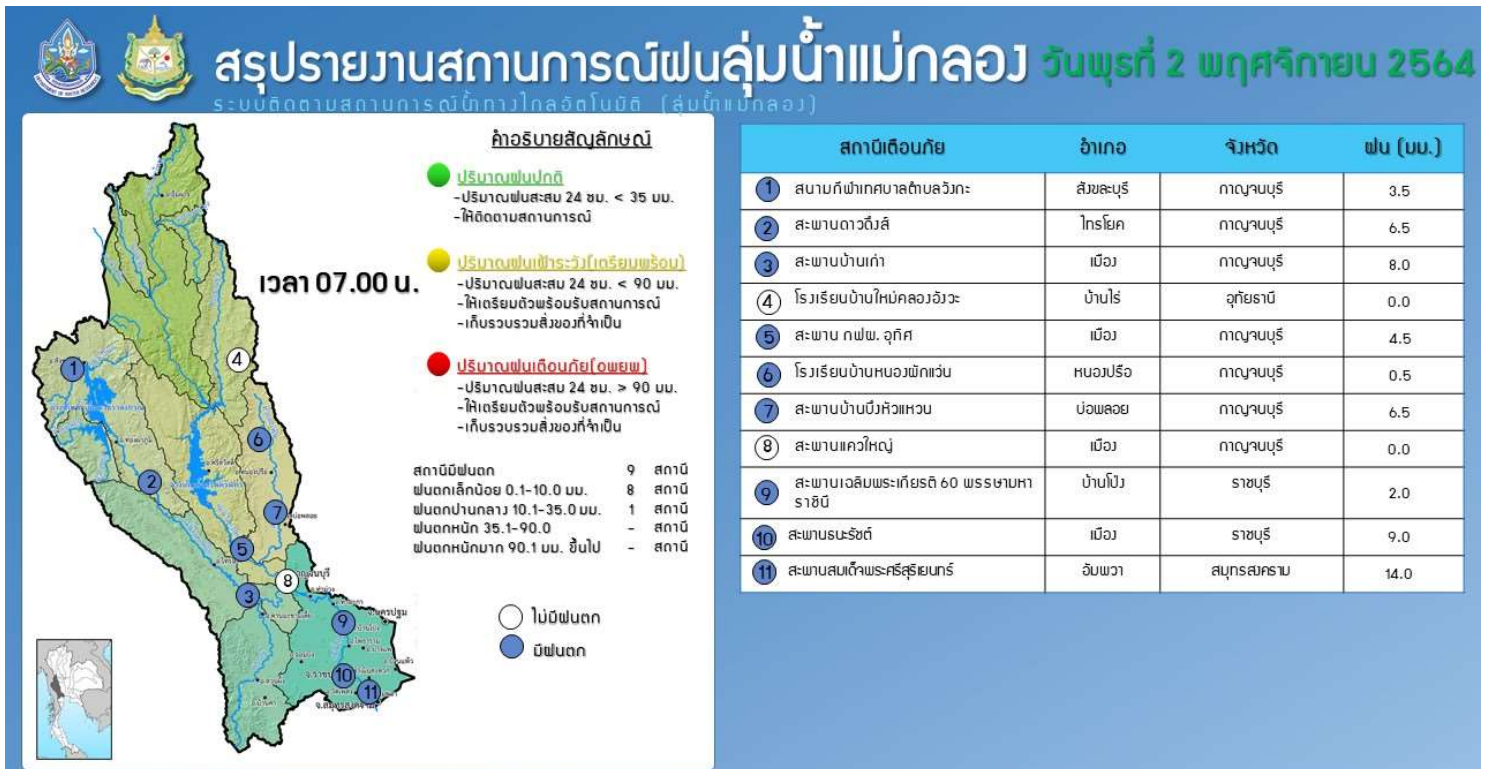 สรุปรายงานสถานการณ์ฝนลุ่มน้ำแม่กลอง วันพุธที่ 2 พฤศจิกายน 2564
ระบบติดตามสถานการณ์น้ำทางไกลอัตโนมัติ (ลุ่มน้ำแม่กลอง)
คำอธิบายสัญลักษณ์
ปริมาณฝนปกติ
-ปริมาณฝนสะสม 24 ชม. < 35 มม.
-ให้ติดตามสถานการณ์
เวลา 07.00 น.
ปริมาณฝนเฝ้าระวัง(เตรียมพร้อม)
-ปริมาณฝนสะสม 24 ชม. < 90 มม.
-ให้เตรียมตัวพร้อมรับสถานการณ์
-เก็บรวบรวมสิ่งของที่จำเป็น
ปริมาณฝนเตือนภัย(อพยพ)
-ปริมาณฝนสะสม 24 ชม. > 90 มม.
-ให้เตรียมตัวพร้อมรับสถานการณ์
-เก็บรวบรวมสิ่งของที่จำเป็น
สถานีมีฝนตก 9 สถานี
ฝนตกเล็กน้อย 0.1-10.0 มม. 8 สถานี
ฝนตกปานกลาง 10.1-35.0 มม. 1 สถานี
ฝนตกหนัก 35.1-90.0 - สถานี
ฝนตกหนักมาก 90.1 มม. ขึ้นไป - สถานี
ไม่มีฝนตก
มีฝนตก
1
2
3
4
5
6
7
8
9
10
11
สถานีเตือนภัย อำเภอ จังหวัด ฝน (มม.)
1 สนามกีฬาเทศบาลตำบลวังกะ สังขละบุรี กาญจนบุรี 3.5
2 สะพานดาวดึงส์ ไทรโยค กาญจนบุรี 6.5
3 สะพานบ้านเก่า เมือง กาญจนบุรี 8.0
4 โรงเรียนบ้านใหม่คลองอังวะ บ้านไร่ อุทัยธานี 0.0
5 สะพาน กฟผ. อุทิศ เมือง กาญจนบุรี 4.5
6 โรงเรียนบ้านหนองผักแว่น หนองปรือ กาญจนบุรี 0.5
7 สะพานบ้านบึงหัวแหวน บ่อพลอย กาญจนบุรี 6.5
8 สะพานแควใหญ่ เมือง กาญจนบุรี 0.0
9 สะพานเฉลิมพระเกียรติ 60 พรรษามหา บ้านโป่ง ราชบุรี 2.0
ราชินี
10 สะพานธนะรัชต์ เมือง ราชบุรี 9.0
11 สะพานสมเด็จพระศรีสุริเยนทร์ อัมพวา สมุทรสงคราม 14.0